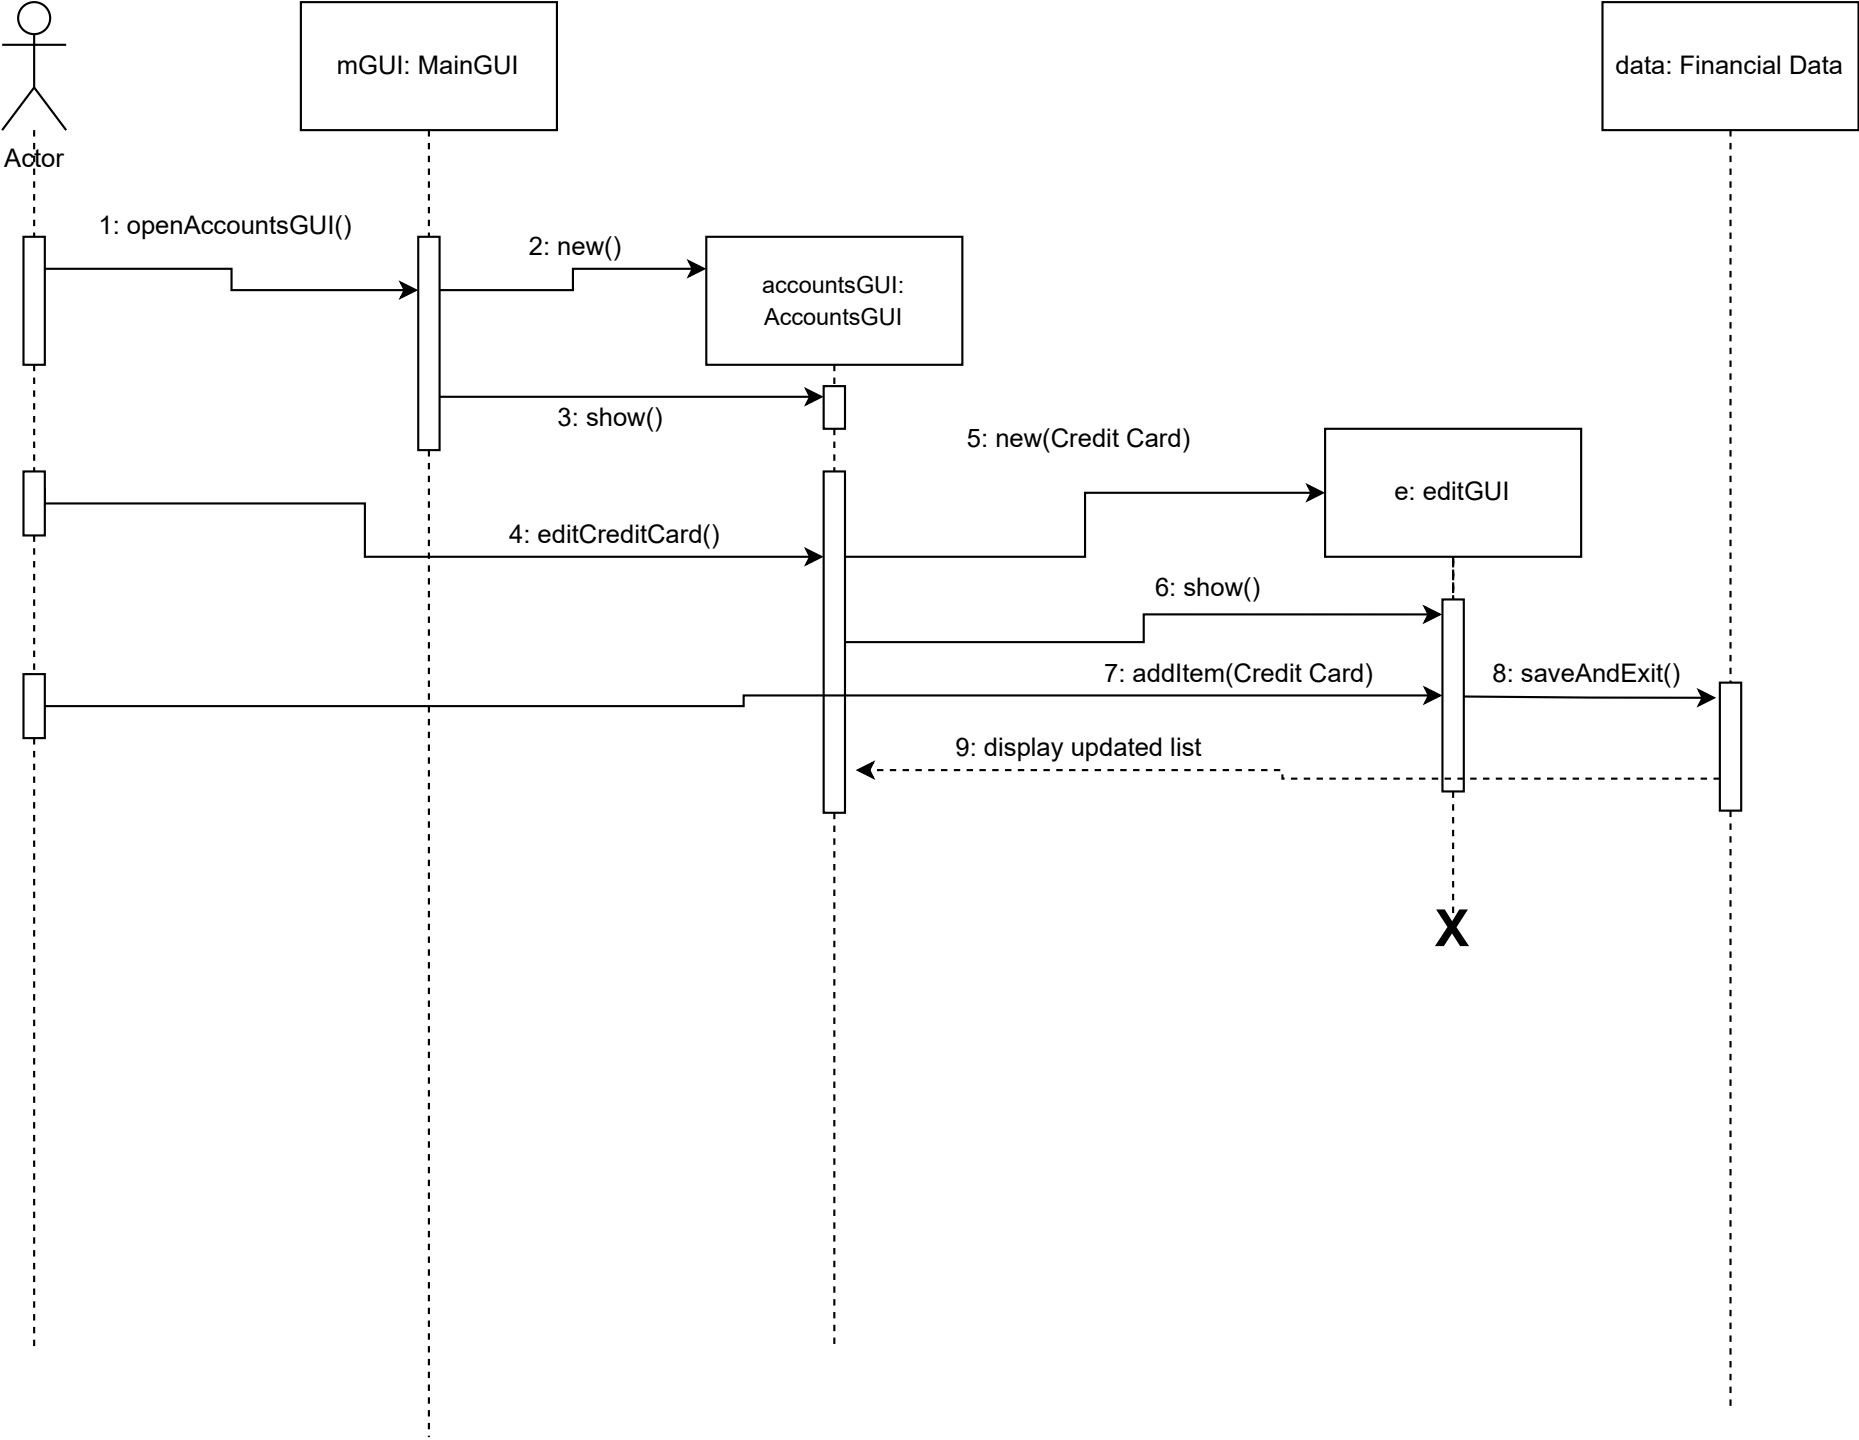 mGUI: MainGUI
data: Financial Data
Actor
1: openAccountsGUI()
2: new()
accountsGUI:
AccountsGUI
3: show()
5: new(Credit Card)
e: editGUI
4: editCreditCard()
6: show()
7: addItem(Credit Card)
8: saveAndExit()
9: display updated list
X